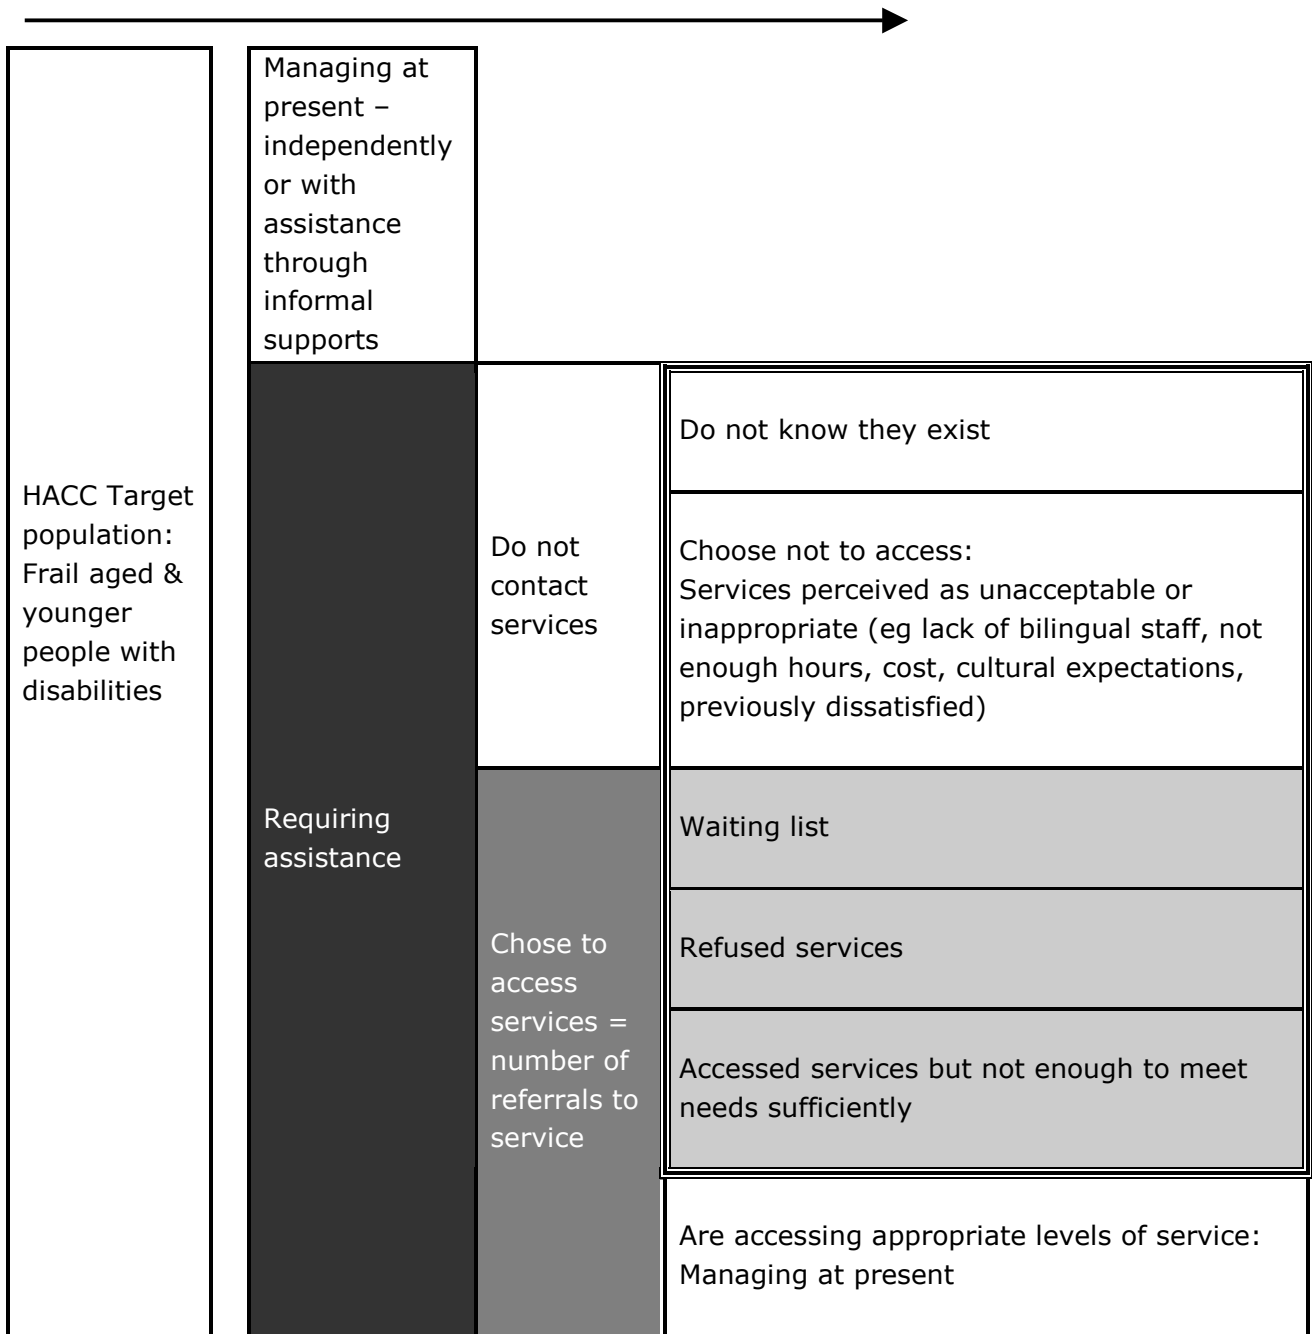 Managing at
present –
independently
or with
assistance
through
informal
supports
HACC Target
population:
Frail aged &
younger
people with
disabilities
Requiring
assistance
Do not
contact
services
Chose to
access
services =
number of
referrals to
service
Do not know they exist
Choose not to access:
Services perceived as unacceptable or
inappropriate (eg lack of bilingual staff, not
enough hours, cost, cultural expectations,
previously dissatisfied)
Waiting list
Refused services
Accessed services but not enough to meet
needs sufficiently
Are accessing appropriate levels of service:
Managing at present